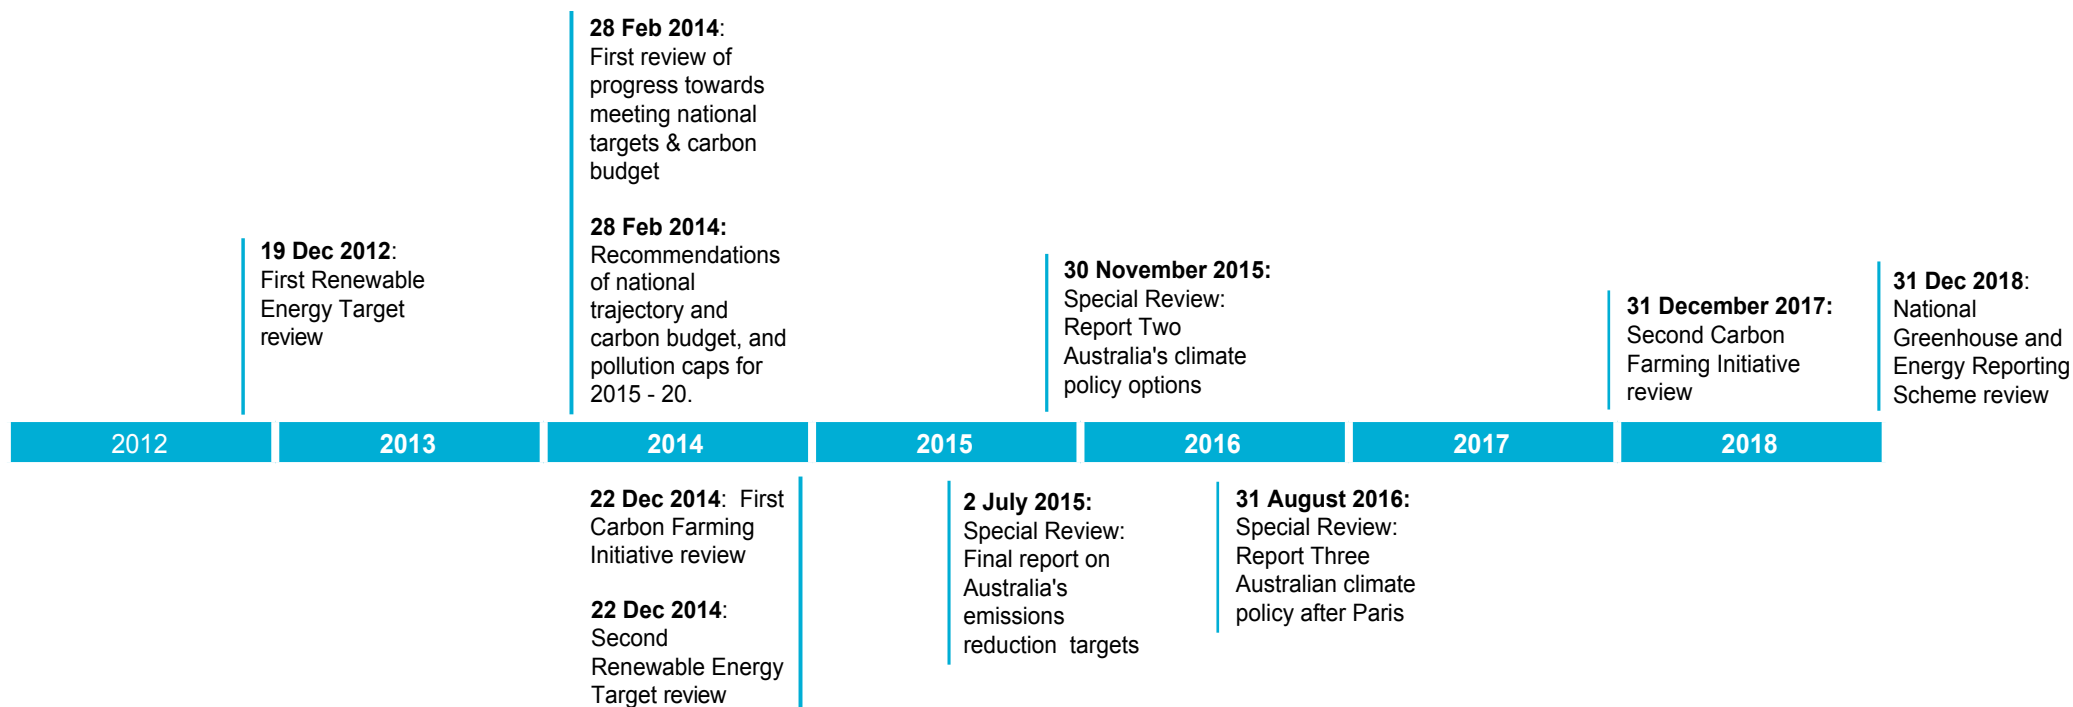 28 Feb 2014:
First review of
progress towards
meeting national
targets & carbon
budget
28 Feb 2014:
Recommendations
of national
trajectory and
carbon budget, and
pollution caps for
2015 - 20.
19 Dec 2012:
First Renewable
Energy Target
review
30 November 2015:
Special Review:
Report Two
Australia's climate
policy options
31 December 2017:
Second Carbon
Farming Initiative
review
31 Dec 2018:
National
Greenhouse and
Energy Reporting
Scheme review
2012 2013 2014 2015 2016 2017 2018
22 Dec 2014: First
Carbon Farming
Initiative review
22 Dec 2014:
Second
Renewable Energy
Target review
2 July 2015:
Special Review:
Final report on
Australia's
emissions
reduction targets
31 August 2016:
Special Review:
Report Three
Australian climate
policy after Paris